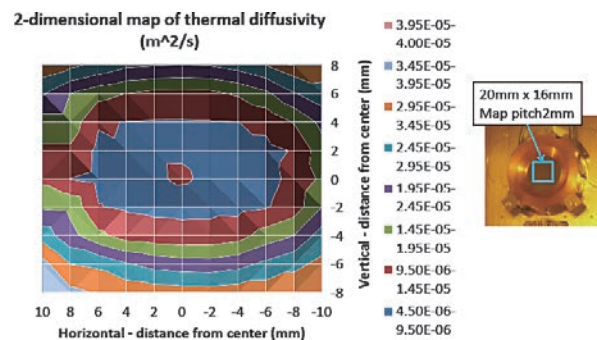 2-dimensional map of thermal diffusivity
(m^2/s)
8
6
4
2
0
-2
-4
-6
-8
Vertical - distance from center (mm)
10 8 6 4 2 0 -2 -4 -6 -8 -10
Horizontal - distance from center (mm)
3.95E-05-
4.00E-05
3.45E-05-
3.95E-05
2.95E-05-
3.45E-05
2.45E-05-
2.95E-05
1.95E-05-
2.45E-05
1.45E-05-
1.95E-05
9.50E-06-
1.45E-05
4.50E-06-
9.50E-06
20mm x 16mm
Map pitch2mm